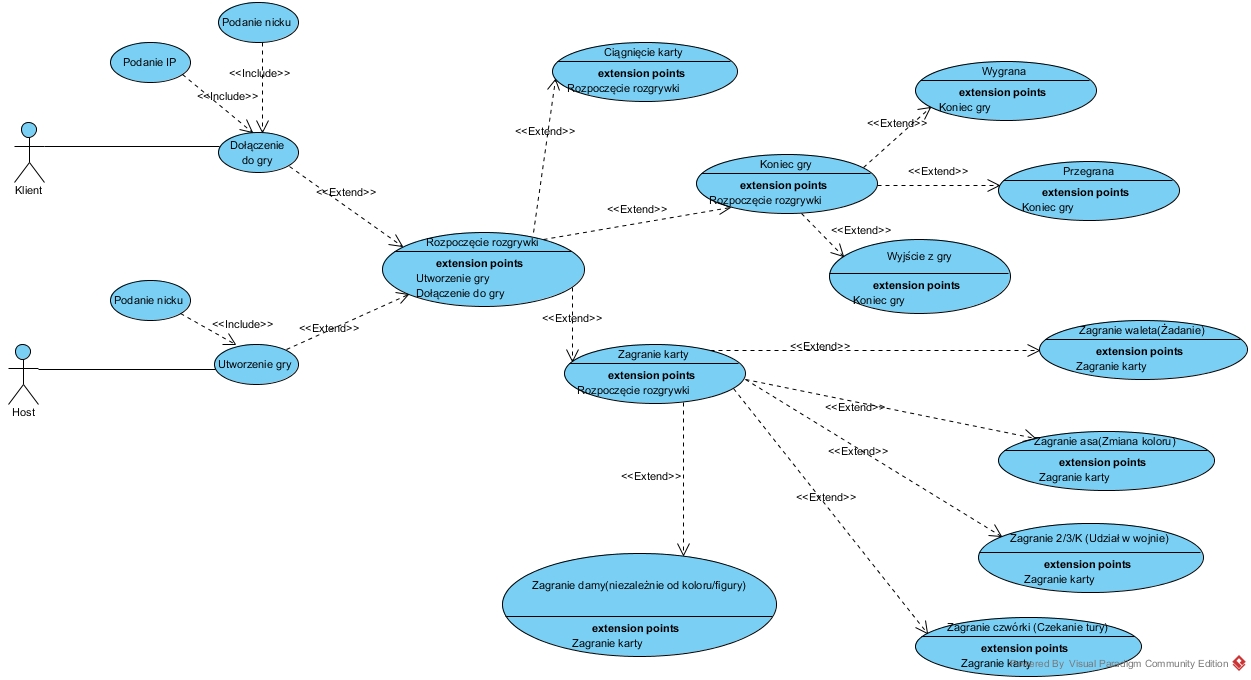 Podanie nicku
Podanie IP
<<Include>>
<<Include>>
Dołączenie
do gry
Klient
<<Extend>>
Ciągnięcie karty
extension points
Rozpoczęcie rozgrywki
<<Extend>>
Wygrana
extension points
Koniec gry
<<Extend>>
Koniec gry
extension points
Rozpoczęcie rozgrywki
<<Extend>>
Przegrana
extension points
Koniec gry
<<Extend>>
<<Extend>>
Wyjście z gry
extension points
Koniec gry
Rozpoczęcie rozgrywki
extension points
Utworzenie gry
Dołączenie do gry
Podanie nicku
<<Include>>
<<Extend>>
Utworzenie gry
Host
<<Extend>>
Zagranie karty
extension points
Rozpoczęcie rozgrywki
<<Extend>>
Zagranie waleta(Żadanie)
extension points
Zagranie karty
<<Extend>>
Zagranie asa(Zmiana koloru)
extension points
Zagranie karty
<<Extend>>
Zagranie 2/3/K (Udział w wojnie)
extension points
Zagranie karty
<<Extend>>
Zagranie czwórki (Czekanie tury)
extension points
Zagranie karty
<<Extend>>
Zagranie damy(niezależnie od koloru/figury)
extension points
Zagranie karty
Powered By Visual Paradigm Community Edition